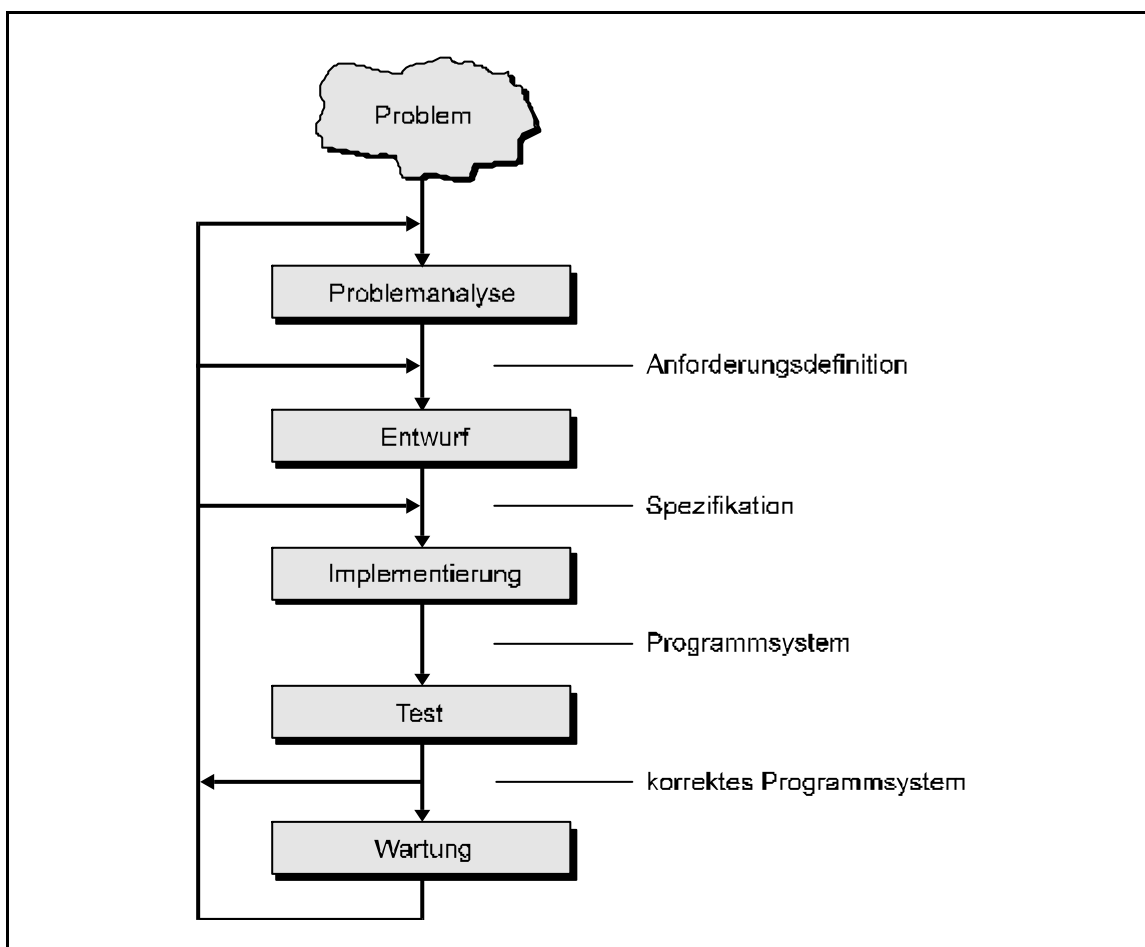 Problem
Problemanalyse
Anforderungsdefinition
Entwurf
Spezifikation
Implementierung
Programmsystem
Test
korrektes Programmsystem
Wartung